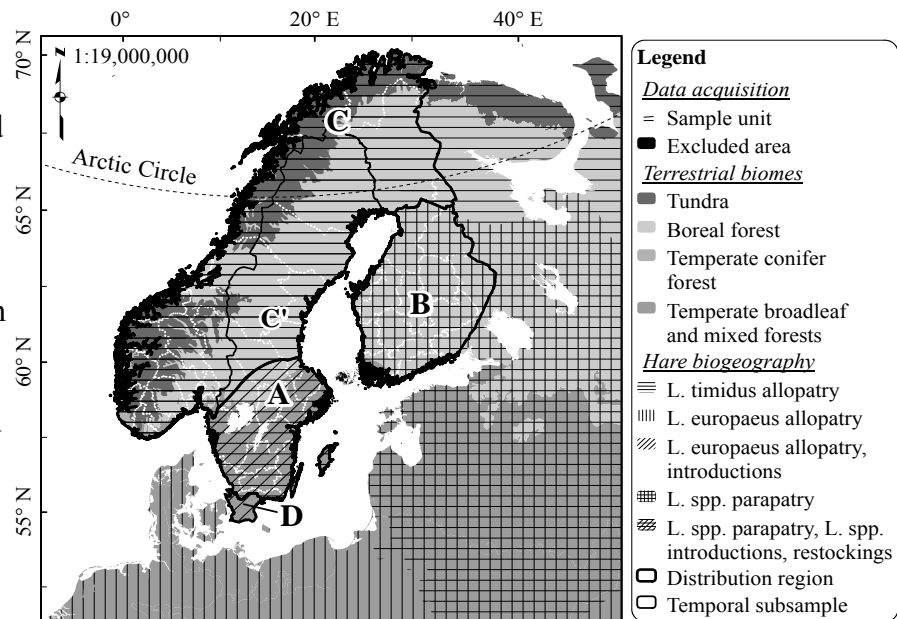 0° 20° E 40° E
70° N
65° N
60° N
55° N
N
1:19,000,000
Arctic Circle
C
C'
B
A
D
Legend
Data acquisition
Sample unit
Excluded area
Terrestrial biomes
Tundra
Boreal forest
Temperate conifer
forest
Temperate broadleaf
and mixed forests
Hare biogeography
L. timidus allopatry
L. europaeus allopatry
L. europaeus allopatry,
introductions
L. spp. parapatry
L. spp. parapatry, L. spp.
introductions, restockings
Distribution region
Temporal subsample